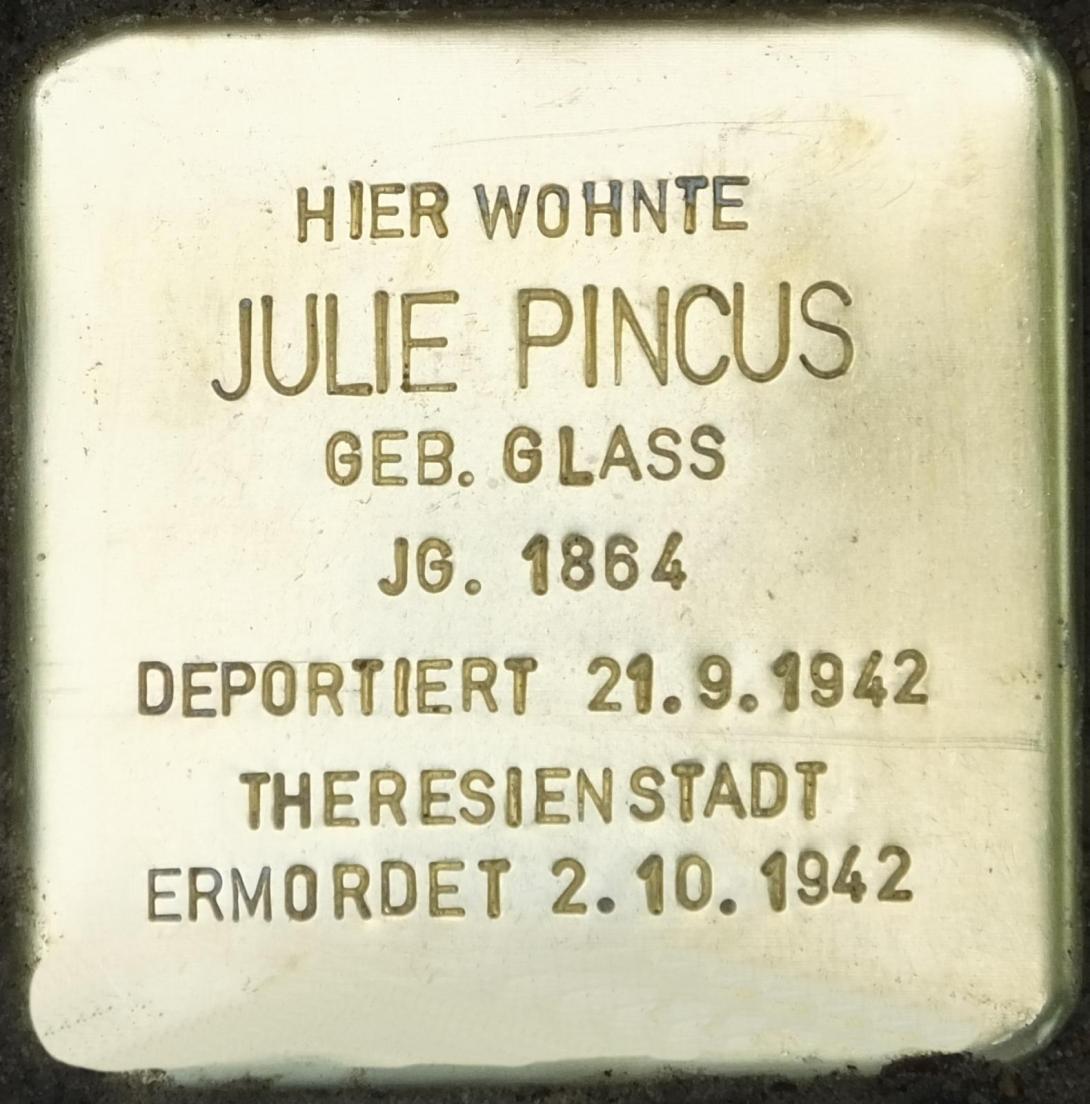 HIER WOHNTE
JULIE PINCUS
GEB. GLASS
JG. 1864
DEPORTIERT 21.9.1942
THERESIENSTADT
ERMORDET 2.10.1942